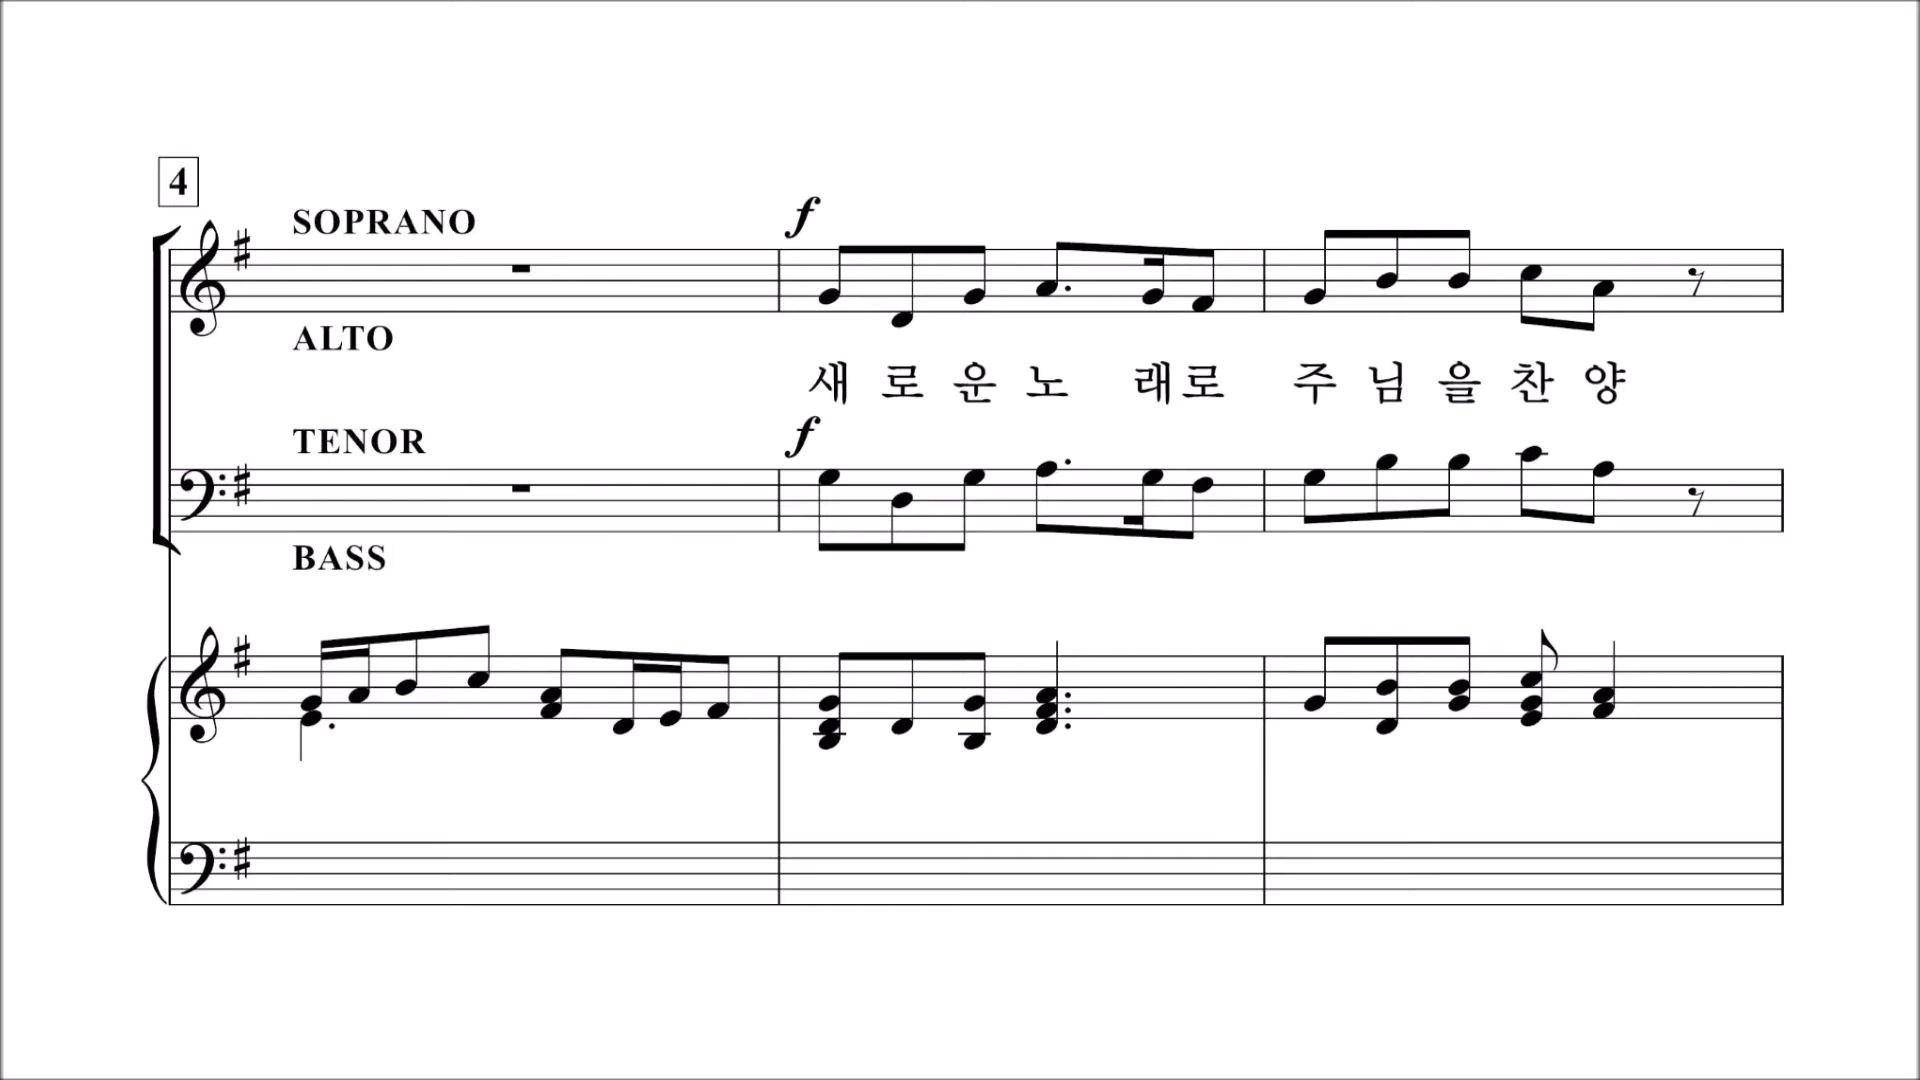 4
SOPRANO
f
ALTO
새 로 운 노 래 로 주 님 을 찬 양
f
TENOR
BASS